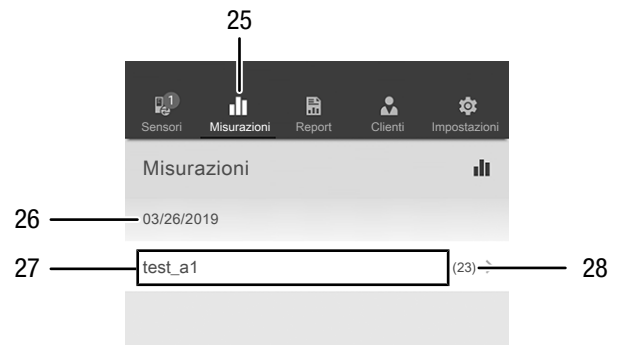 25
1
Sensori Misurazioni Report Clienti Impostazioni
Misurazioni
26 03/26/2019
27 test_a1 (23) 28